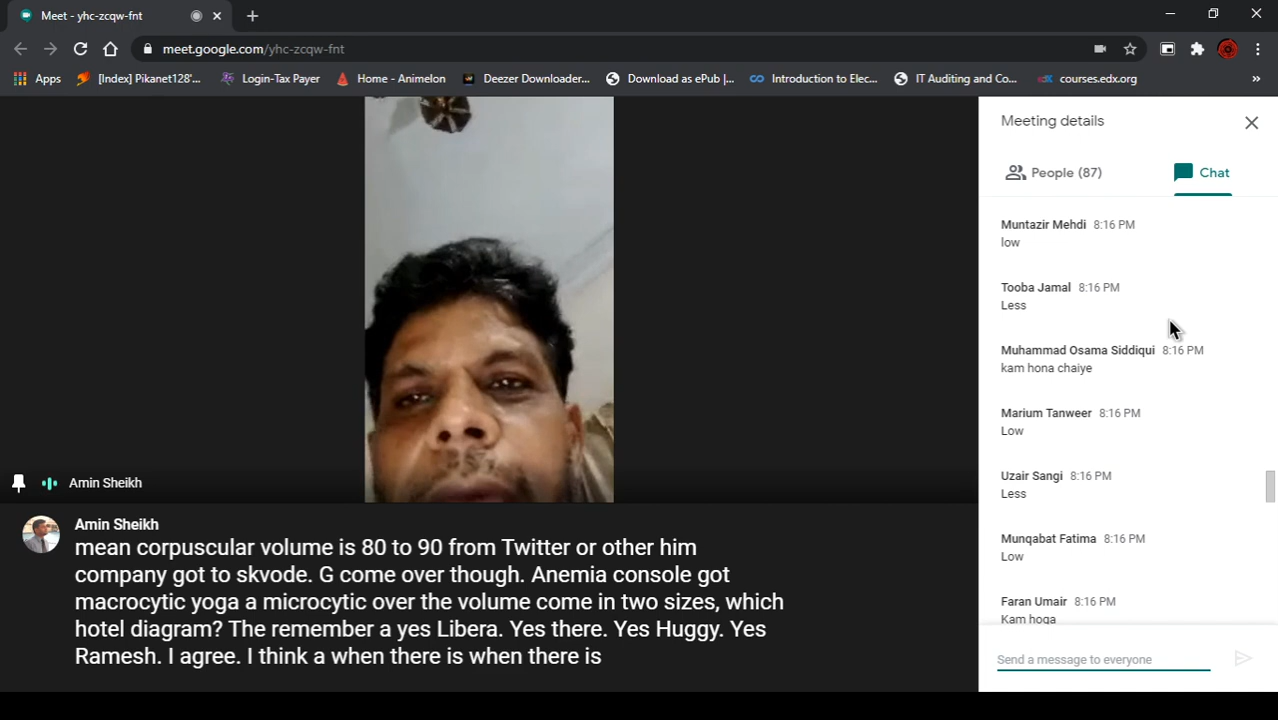 Meet - yhc-zcqw-fnt
meet.google.com/yhc-zcqw-fnt
Apps
[Index] Pikanet128'...
Login-Tax Payer
Home - Animelon
Deezer Downloader...
Download as ePub |...
Introduction to Elec...
IT Auditing and Co...
courses.edx.org
»
Meeting details
People (87)
Chat
Muntazir Mehdi 8:16 PM
low
Tooba Jamal 8:16 PM
Less
Muhammad Osama Siddiqui 8:16 PM
kam hona chaiye
Marium Tanweer 8:16 PM
Low
Uzair Sangi 8:16 PM
Less
Munqabat Fatima 8:16 PM
Low
Faran Umair 8:16 PM
Kam hoga
Send a message to everyone
Amin Sheikh
Amin Sheikh
mean corpuscular volume is 80 to 90 from Twitter or other him
company got to skvode. G come over though. Anemia console got
macrocytic yoga a microcytic over the volume come in two sizes, which
hotel diagram? The remember a yes Libera. Yes there. Yes Huggy. Yes
Ramesh. I agree. I think a when there is when there is